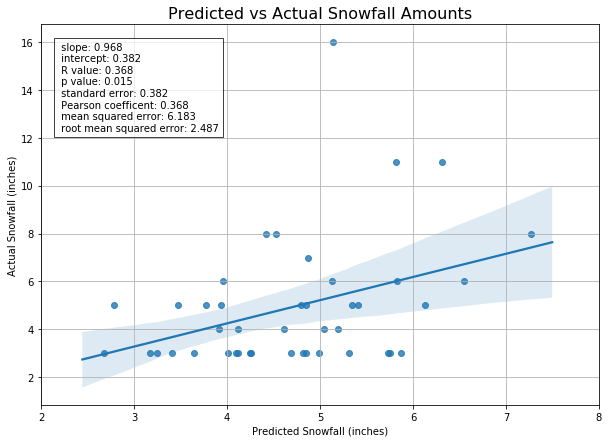 Predicted vs Actual Snowfall Amounts
slope: 0.968
intercept: 0.382
R value: 0.368
p value: 0.015
standard error: 0.382
Pearson coefficent: 0.368
mean squared error: 6.183
root mean squared error: 2.487
Actual Snowfall (inches)
16
14
12
10
8
6
4
2
2 3 4 5 6 7 8
Predicted Snowfall (inches)